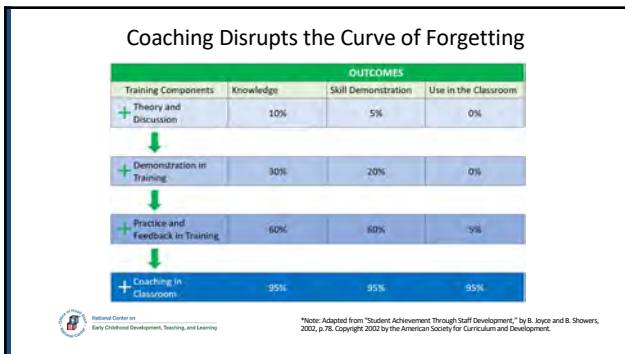 Coaching Disrupts the Curve of Forgetting
OUTCOMES
Training Components Knowledge Skill Demonstration Use in the Classroom
+ Theory and
Discussion 10% 5% 0%
+ Demonstration in
Training 30% 20% 0%
+ Practice and
Feedback in Training 60% 60% 5%
+ Coaching in
Classroom 95% 95% 95%
National Center on
Early Childhood Development, Teaching, and Learning
*Note: Adapted from "Student Achievement Through Staff Development," by B. Joyce and B. Showers,
2002, p.78. Copyright 2002 by the American Society for Curriculum and Development.